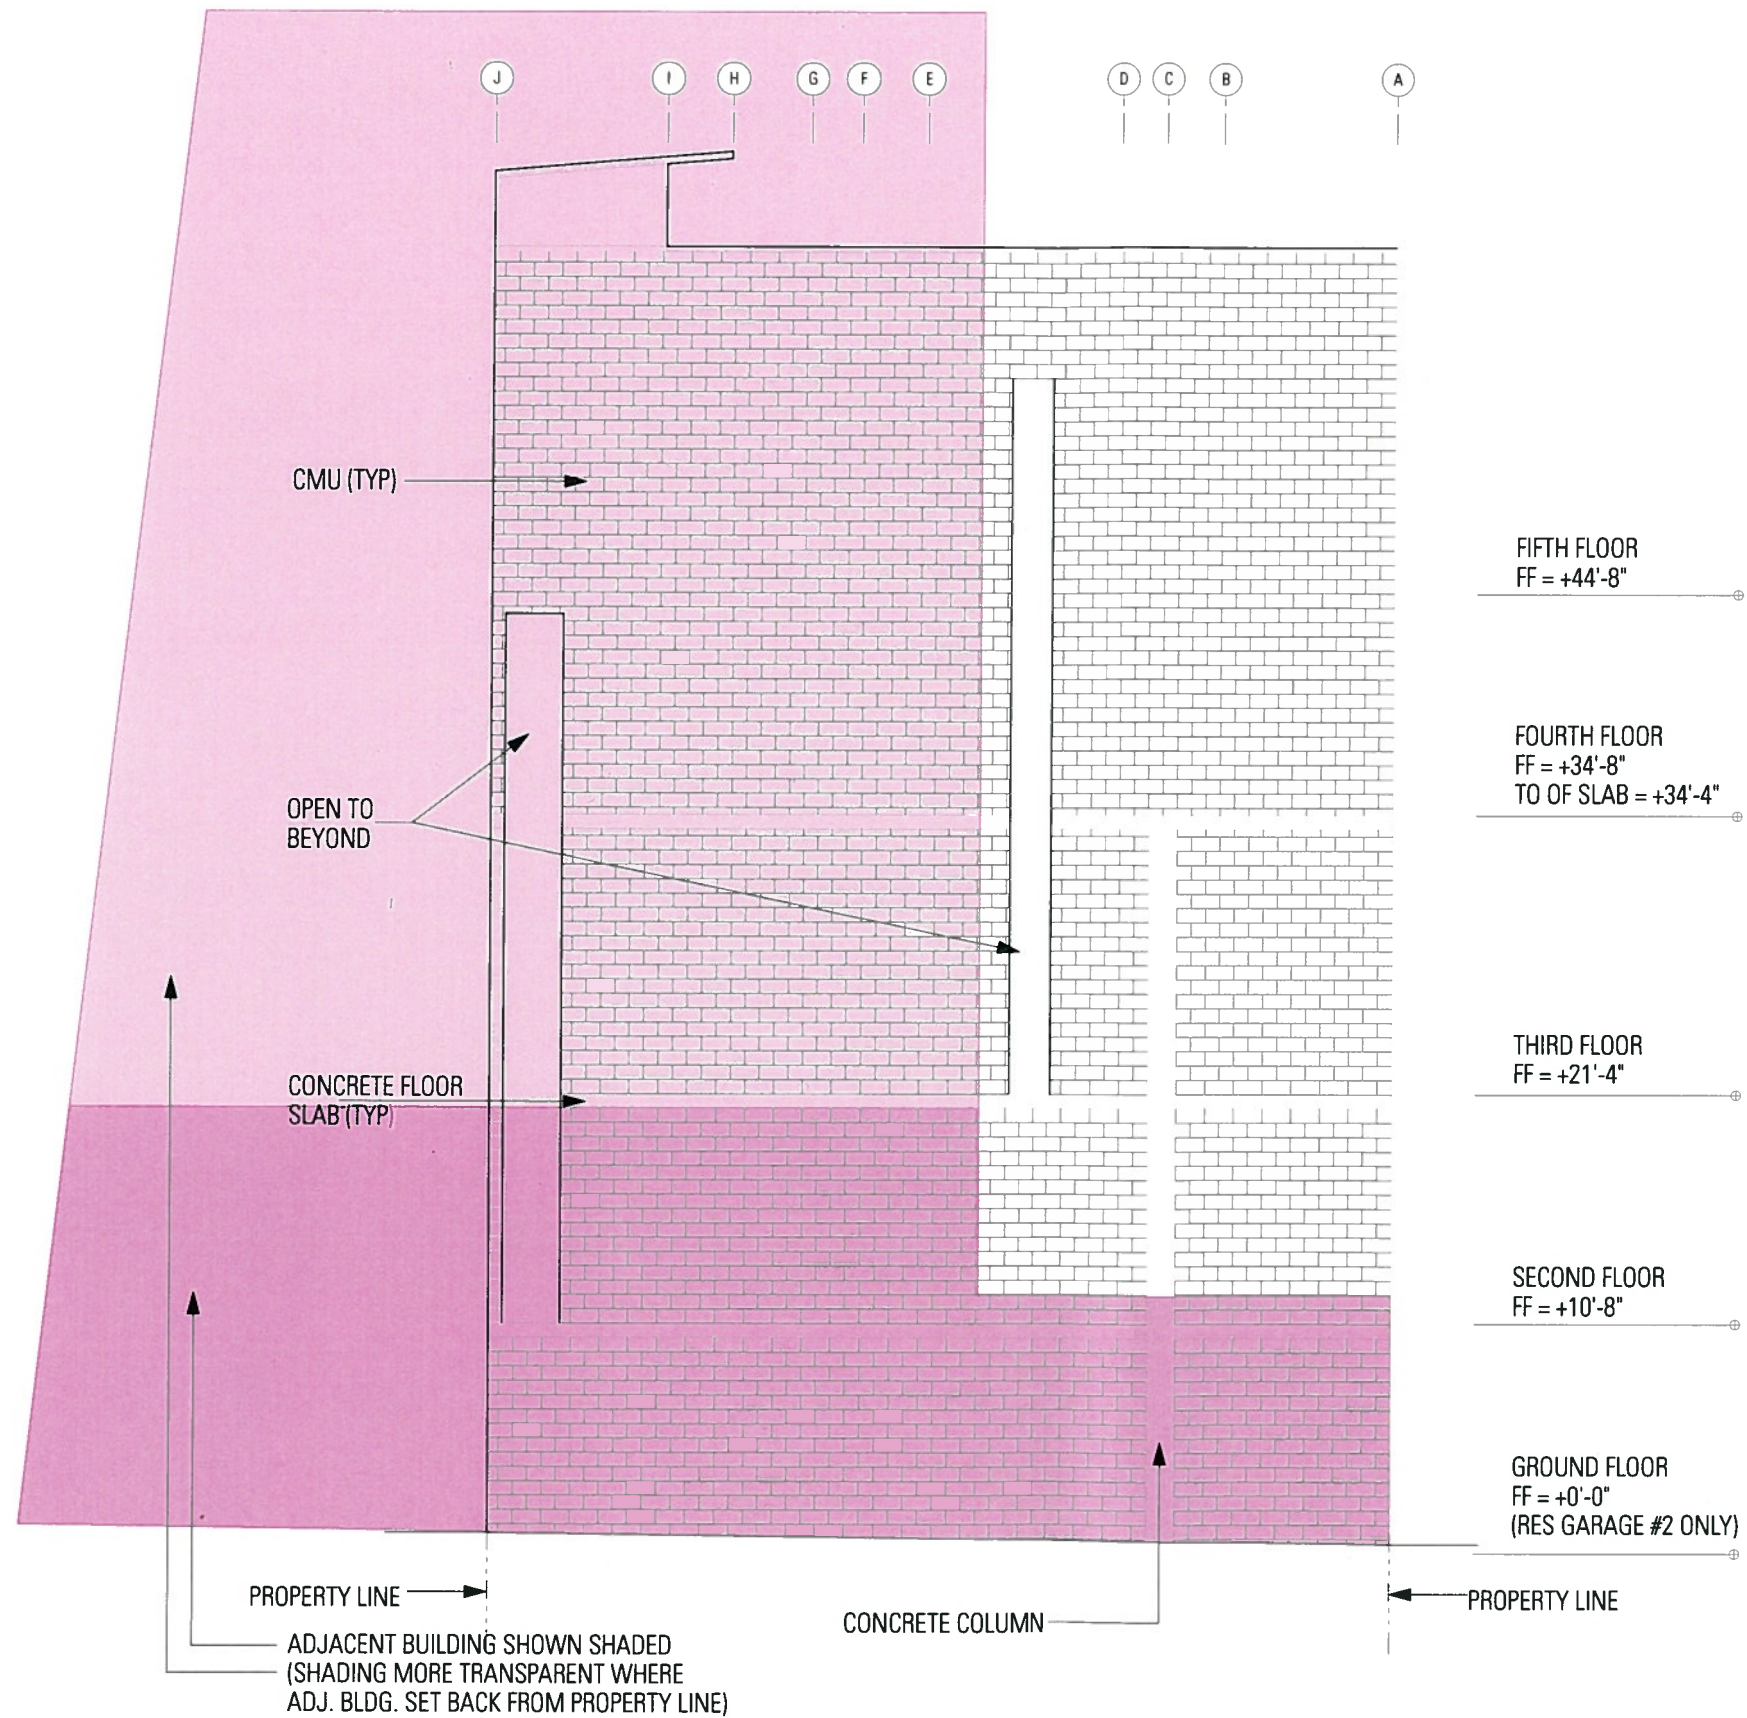 J I H G F E D C B A
CMU (TYP)
FIFTH FLOOR
FF = +44'-8"
FOURTH FLOOR
FF = +34'-8"
TO OF SLAB = +34'-4"
OPEN TO
BEYOND
THIRD FLOOR
FF = +21'-4"
CONCRETE FLOOR
SLAB (TYP)
SECOND FLOOR
FF = +10'-8"
GROUND FLOOR
FF = +0'-0"
(RES GARAGE #2 ONLY)
PROPERTY LINE
PROPERTY LINE
CONCRETE COLUMN
ADJACENT BUILDING SHOWN SHADED
(SHADING MORE TRANSPARENT WHERE
ADJ. BLDG. SET BACK FROM PROPERTY LINE)